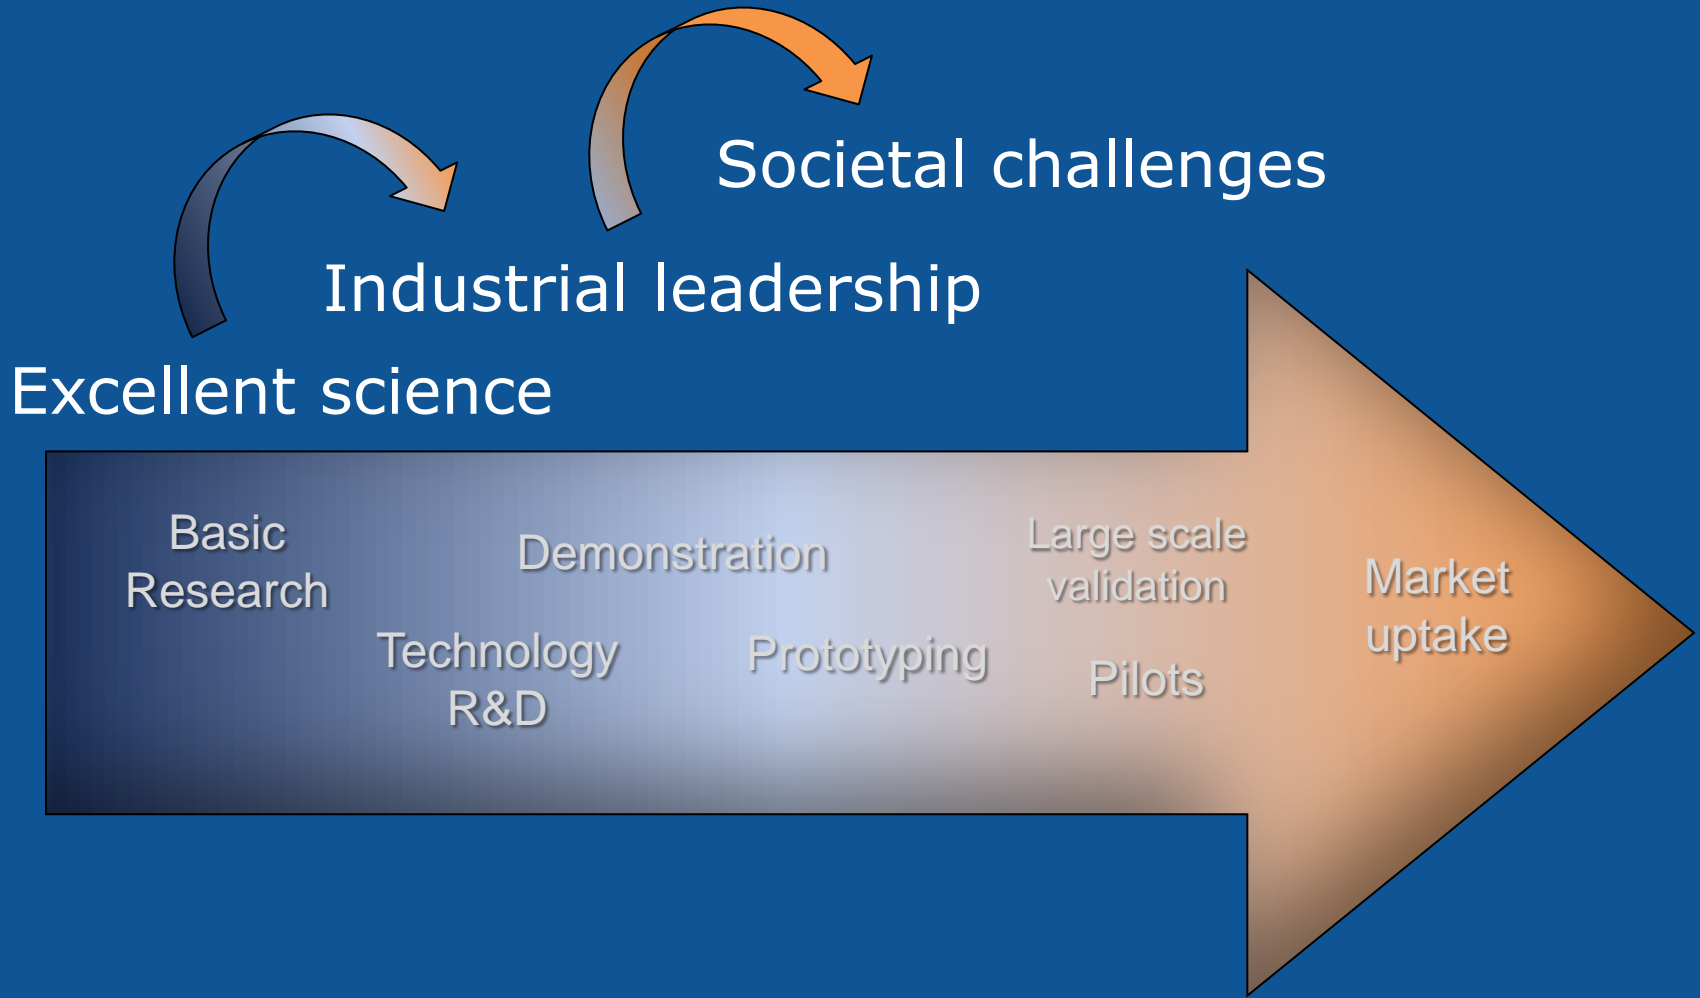 Societal challenges
Industrial leadership
Excellent science
Basic
Research
Technology
R&D
Demonstration
Prototyping
Large scale
validation
Pilots
Market
uptake